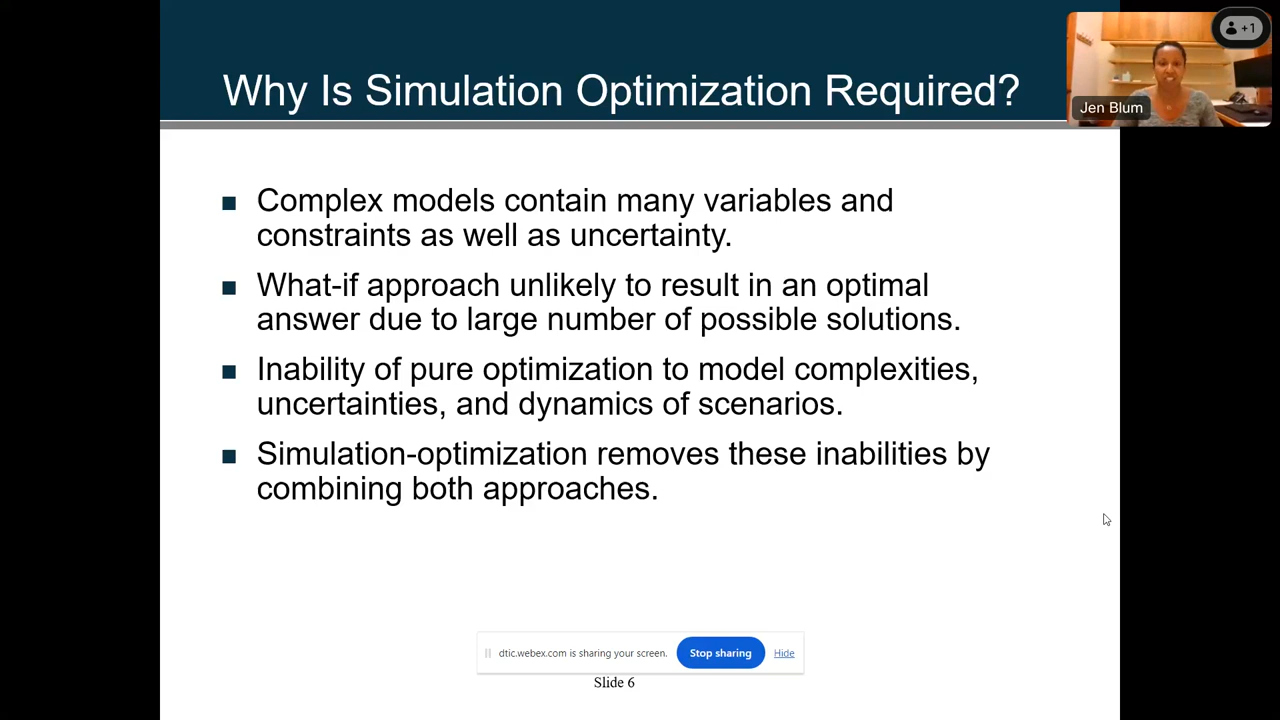 Why Is Simulation Optimization Required?
+1
Jen Blum
Complex models contain many variables and
constraints as well as uncertainty.
What-if approach unlikely to result in an optimal
answer due to large number of possible solutions.
Inability of pure optimization to model complexities,
uncertainties, and dynamics of scenarios.
Simulation-optimization removes these inabilities by
combining both approaches.
dtic.webex.com is sharing your screen. Stop sharing Hide
Slide 6